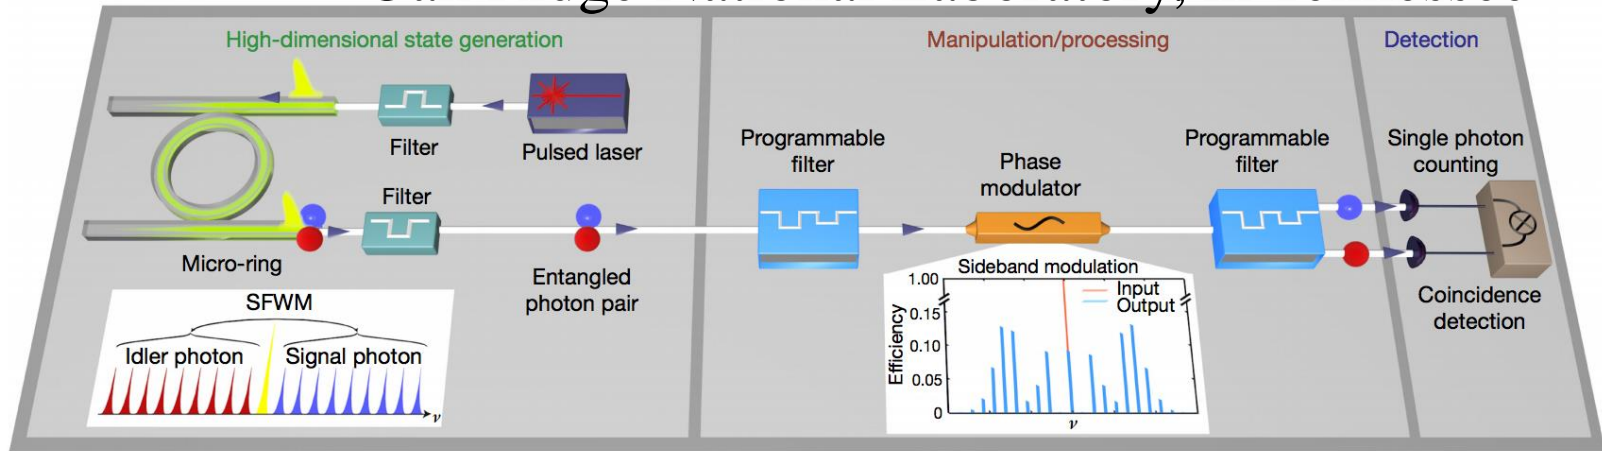 High-dimensional state generation
Manipulation/processing
Detection
Filter
Pulsed laser
Filter
Micro-ring
Entangled
photon pair
SFWM
Idler photon
Signal photon
ν
Programmable
filter
Phase
modulator
Programmable
filter
Sideband modulation
Input
Output
Efficiency
1.00
0.15
0.10
0.05
0
ν
Single photon
counting
Coincidence
detection